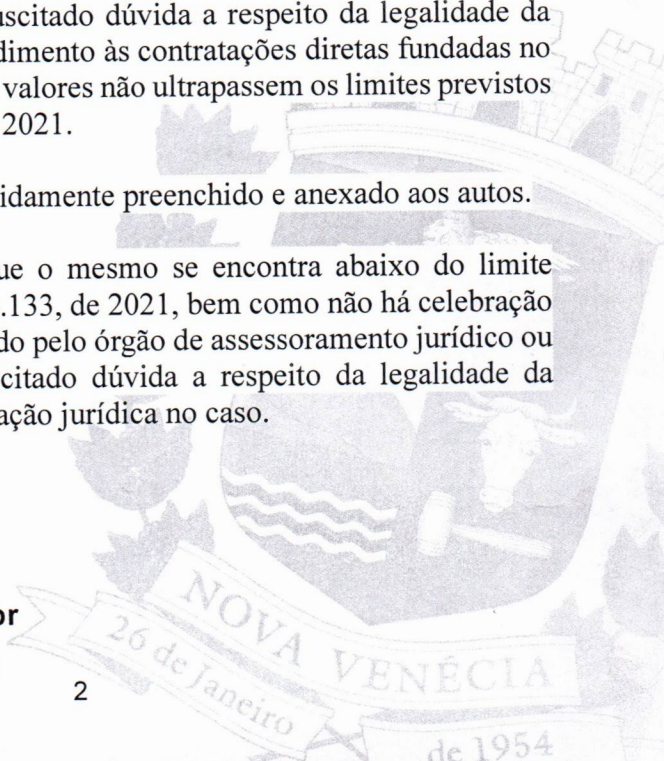 uscitado dúvida a respeito da legalidade da
dimento às contratações diretas fundadas no
valores não ultrapassem os limites previstos
2021.
idamente preenchido e anexado aos autos.
ue o mesmo se encontra abaixo do limite
.133, de 2021, bem como não há celebração
do pelo órgão de assessoramento jurídico ou
citado dúvida a respeito da legalidade da
ação jurídica no caso.
or
2
NOVA VENÉCIA
26 de Janeiro
de 1954